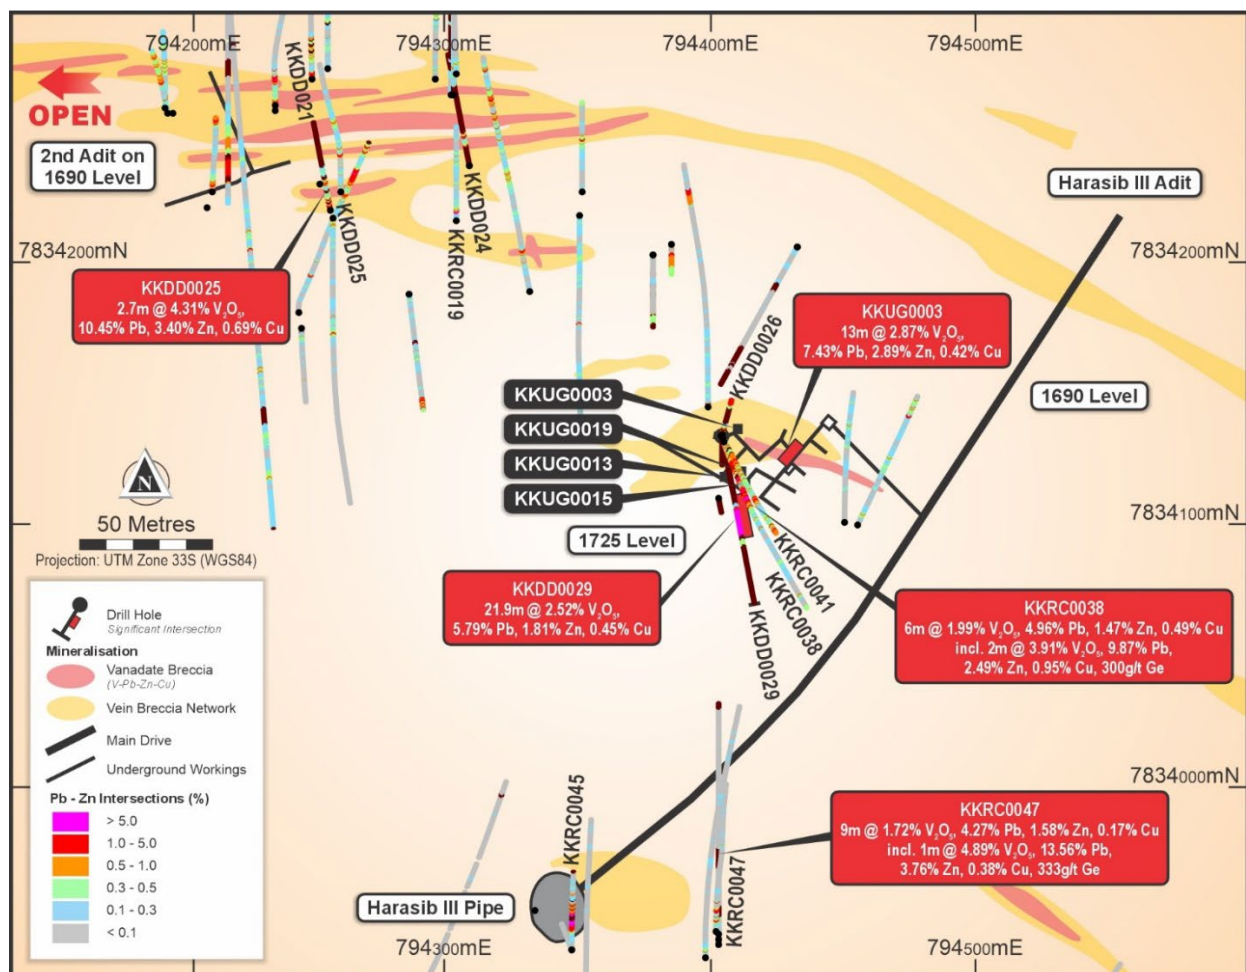 794200mE
794300mE
794400mE
794500mE
OPEN
2nd Adit on
1690 Level
KKDD021
KKDD025
KKDD024
KKRC0019
Harasib III Adit
7834200mN
7834200mN
KKDD0025
2.7m @ 4.31% V₂O₅,
10.45% Pb, 3.40% Zn, 0.69% Cu
KKUG0003
13m @ 2.87% V₂O₅,
7.43% Pb, 2.89% Zn, 0.42% Cu
KKDD0026
1690 Level
KKUG0003
KKUG0019
KKUG0013
KKUG0015
N
50 Metres
Projection: UTM Zone 33S (WGS84)
1725 Level
7834100mN
KKRC0041
KKRC0038
KKDD0029
KKDD0029
21.9m @ 2.52% V₂O₅,
5.79% Pb, 1.81% Zn, 0.45% Cu
KKRC0038
6m @ 1.99% V₂O₅, 4.96% Pb, 1.47% Zn, 0.49% Cu
incl. 2m @ 3.91% V₂O₅, 9.87% Pb,
2.49% Zn, 0.95% Cu, 300g/t Ge
Drill Hole
Significant Intersection
Mineralisation
Vanadate Breccia
(V-Pb-Zn-Cu)
Vein Breccia Network
Main Drive
Underground Workings
Pb - Zn Intersections (%)
> 5.0
1.0 - 5.0
0.5 - 1.0
0.3 - 0.5
0.1 - 0.3
< 0.1
7834000mN
KKRC0045
KKRC0047
KKRC0047
9m @ 1.72% V₂O₅, 4.27% Pb, 1.58% Zn, 0.17% Cu
incl. 1m @ 4.89% V₂O₅, 13.56% Pb,
3.76% Zn, 0.38% Cu, 333g/t Ge
Harasib III Pipe
794300mE
794400mE
794500mE